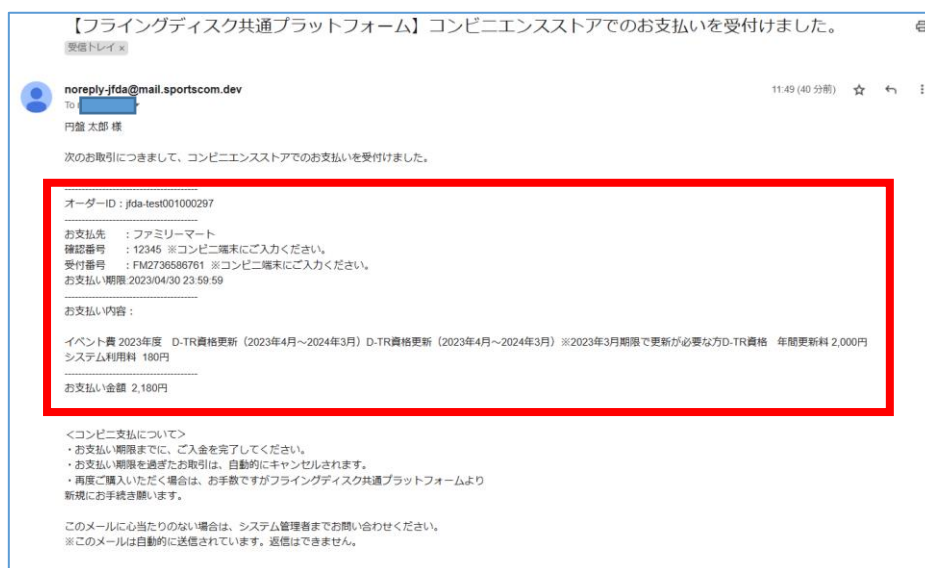 【フライングディスク共通プラットフォーム】コンビニエンスストアでのお支払いを受付けました。
受信トレイ ×
noreply-jfda@mail.sportscom.dev
11:49 (40 分前)
To
円盤 太郎 様
次のお取引につきまして、コンビニエンスストアでのお支払いを受付けました。
--------------------------------------
オーダーID：jfda-test001000297
--------------------------------------
お支払先　：ファミリーマート
確認番号　：12345 ※コンビニ端末にご入力ください。
受付番号　：FM2736586761 ※コンビニ端末にご入力ください。
お支払い期限:2023/04/30 23:59:59
--------------------------------------
お支払い内容：
イベント費 2023年度　D-TR資格更新（2023年4月～2024年3月）D-TR資格更新（2023年4月～2024年3月）※2023年3月期限で更新が必要な方D-TR資格　年間更新料 2,000円
システム利用料 180円
--------------------------------------
お支払い金額 2,180円
＜コンビニ支払について＞
・お支払い期限までに、ご入金を完了してください。
・お支払い期限を過ぎたお取引は、自動的にキャンセルされます。
・再度ご購入いただく場合は、お手数ですがフライングディスク共通プラットフォームより
新規にお手続き願います。
このメールに心当たりのない場合は、システム管理者までお問い合わせください。
※このメールは自動的に送信されています。返信はできません。